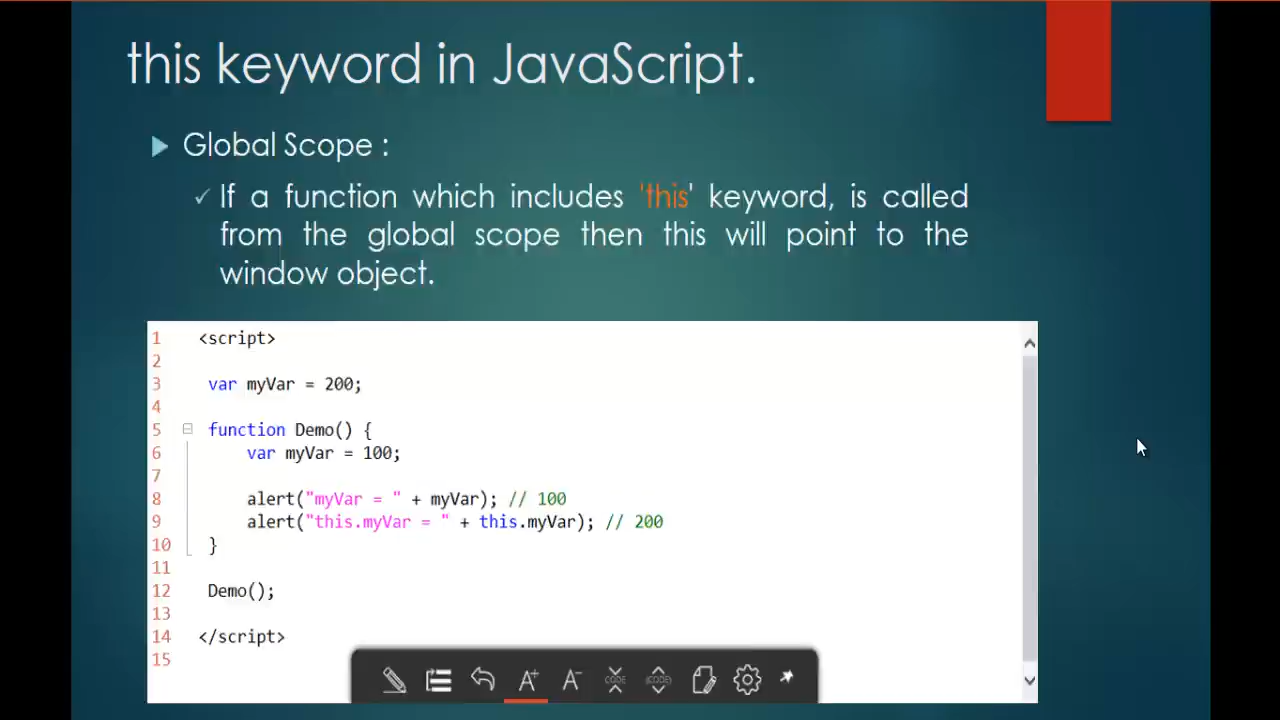 this keyword in JavaScript.
Global Scope :
If a function which includes 'this' keyword, is called
from the global scope then this will point to the
window object.
1 <script>
2
3 var myVar = 200;
4
5 function Demo() {
6 var myVar = 100;
7
8 alert("myVar = " + myVar); // 100
9 alert("this.myVar = " + this.myVar); // 200
10 }
11
12 Demo();
13
14 </script>
15
A+ A- CODE (CODE)